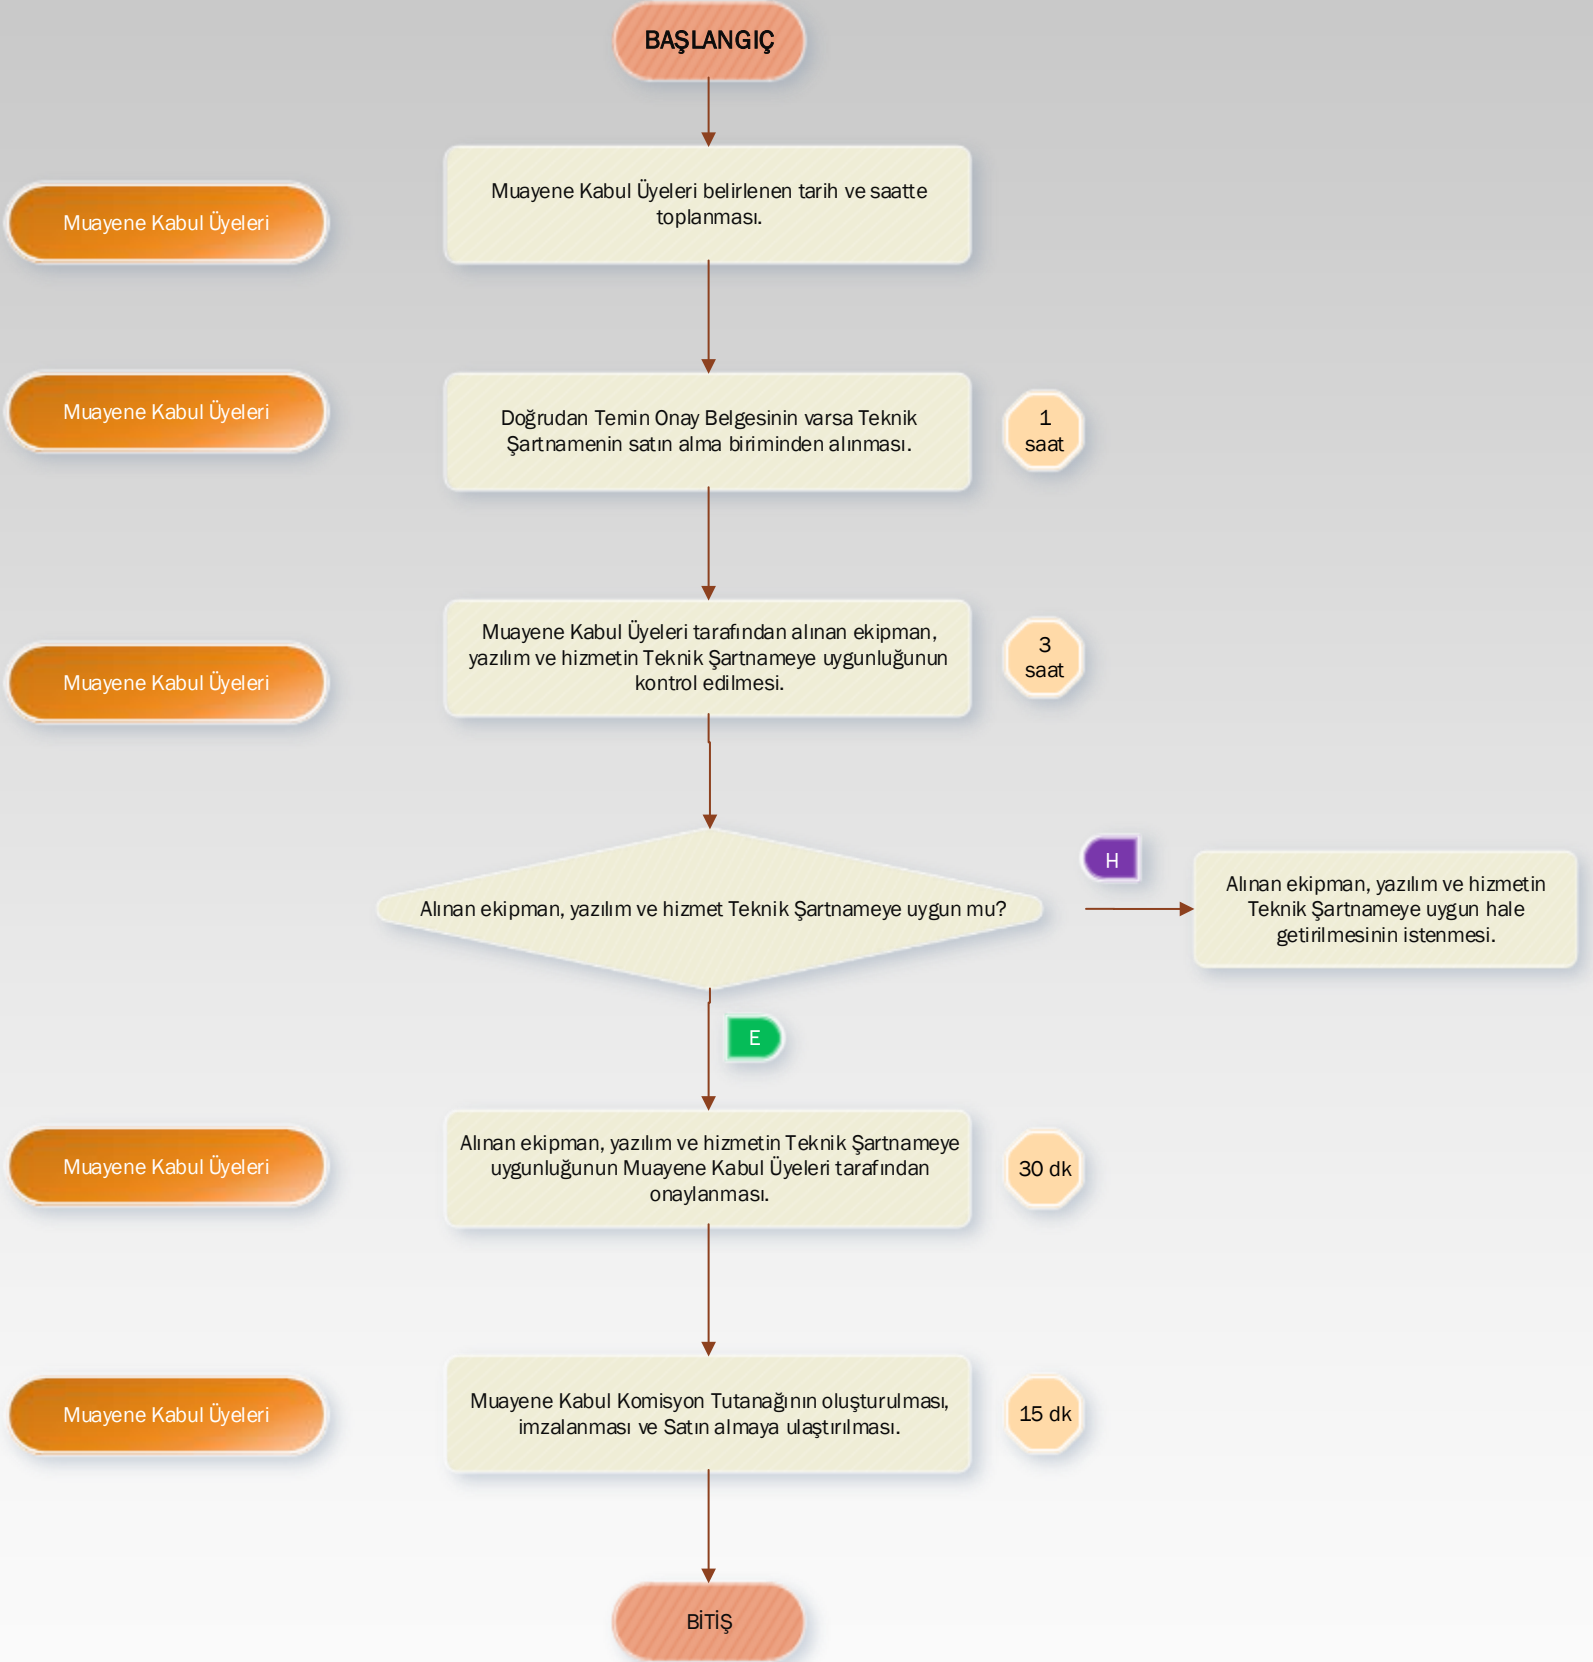 BAŞLANGIÇ
Muayene Kabul Üyeleri
Muayene Kabul Üyeleri belirlenen tarih ve saatte
toplanması.
Muayene Kabul Üyeleri
Doğrudan Temin Onay Belgesinin varsa Teknik
Şartnamenin satın alma biriminden alınması.
1
saat
Muayene Kabul Üyeleri
Muayene Kabul Üyeleri tarafından alınan ekipman,
yazılım ve hizmetin Teknik Şartnameye uygunluğunun
kontrol edilmesi.
3
saat
Alınan ekipman, yazılım ve hizmet Teknik Şartnameye uygun mu?
H
Alınan ekipman, yazılım ve hizmetin
Teknik Şartnameye uygun hale
getirilmesinin istenmesi.
E
Muayene Kabul Üyeleri
Alınan ekipman, yazılım ve hizmetin Teknik Şartnameye
uygunluğunun Muayene Kabul Üyeleri tarafından
onaylanması.
30 dk
Muayene Kabul Üyeleri
Muayene Kabul Komisyon Tutanağının oluşturulması,
imzalanması ve Satın almaya ulaştırılması.
15 dk
BİTİŞ